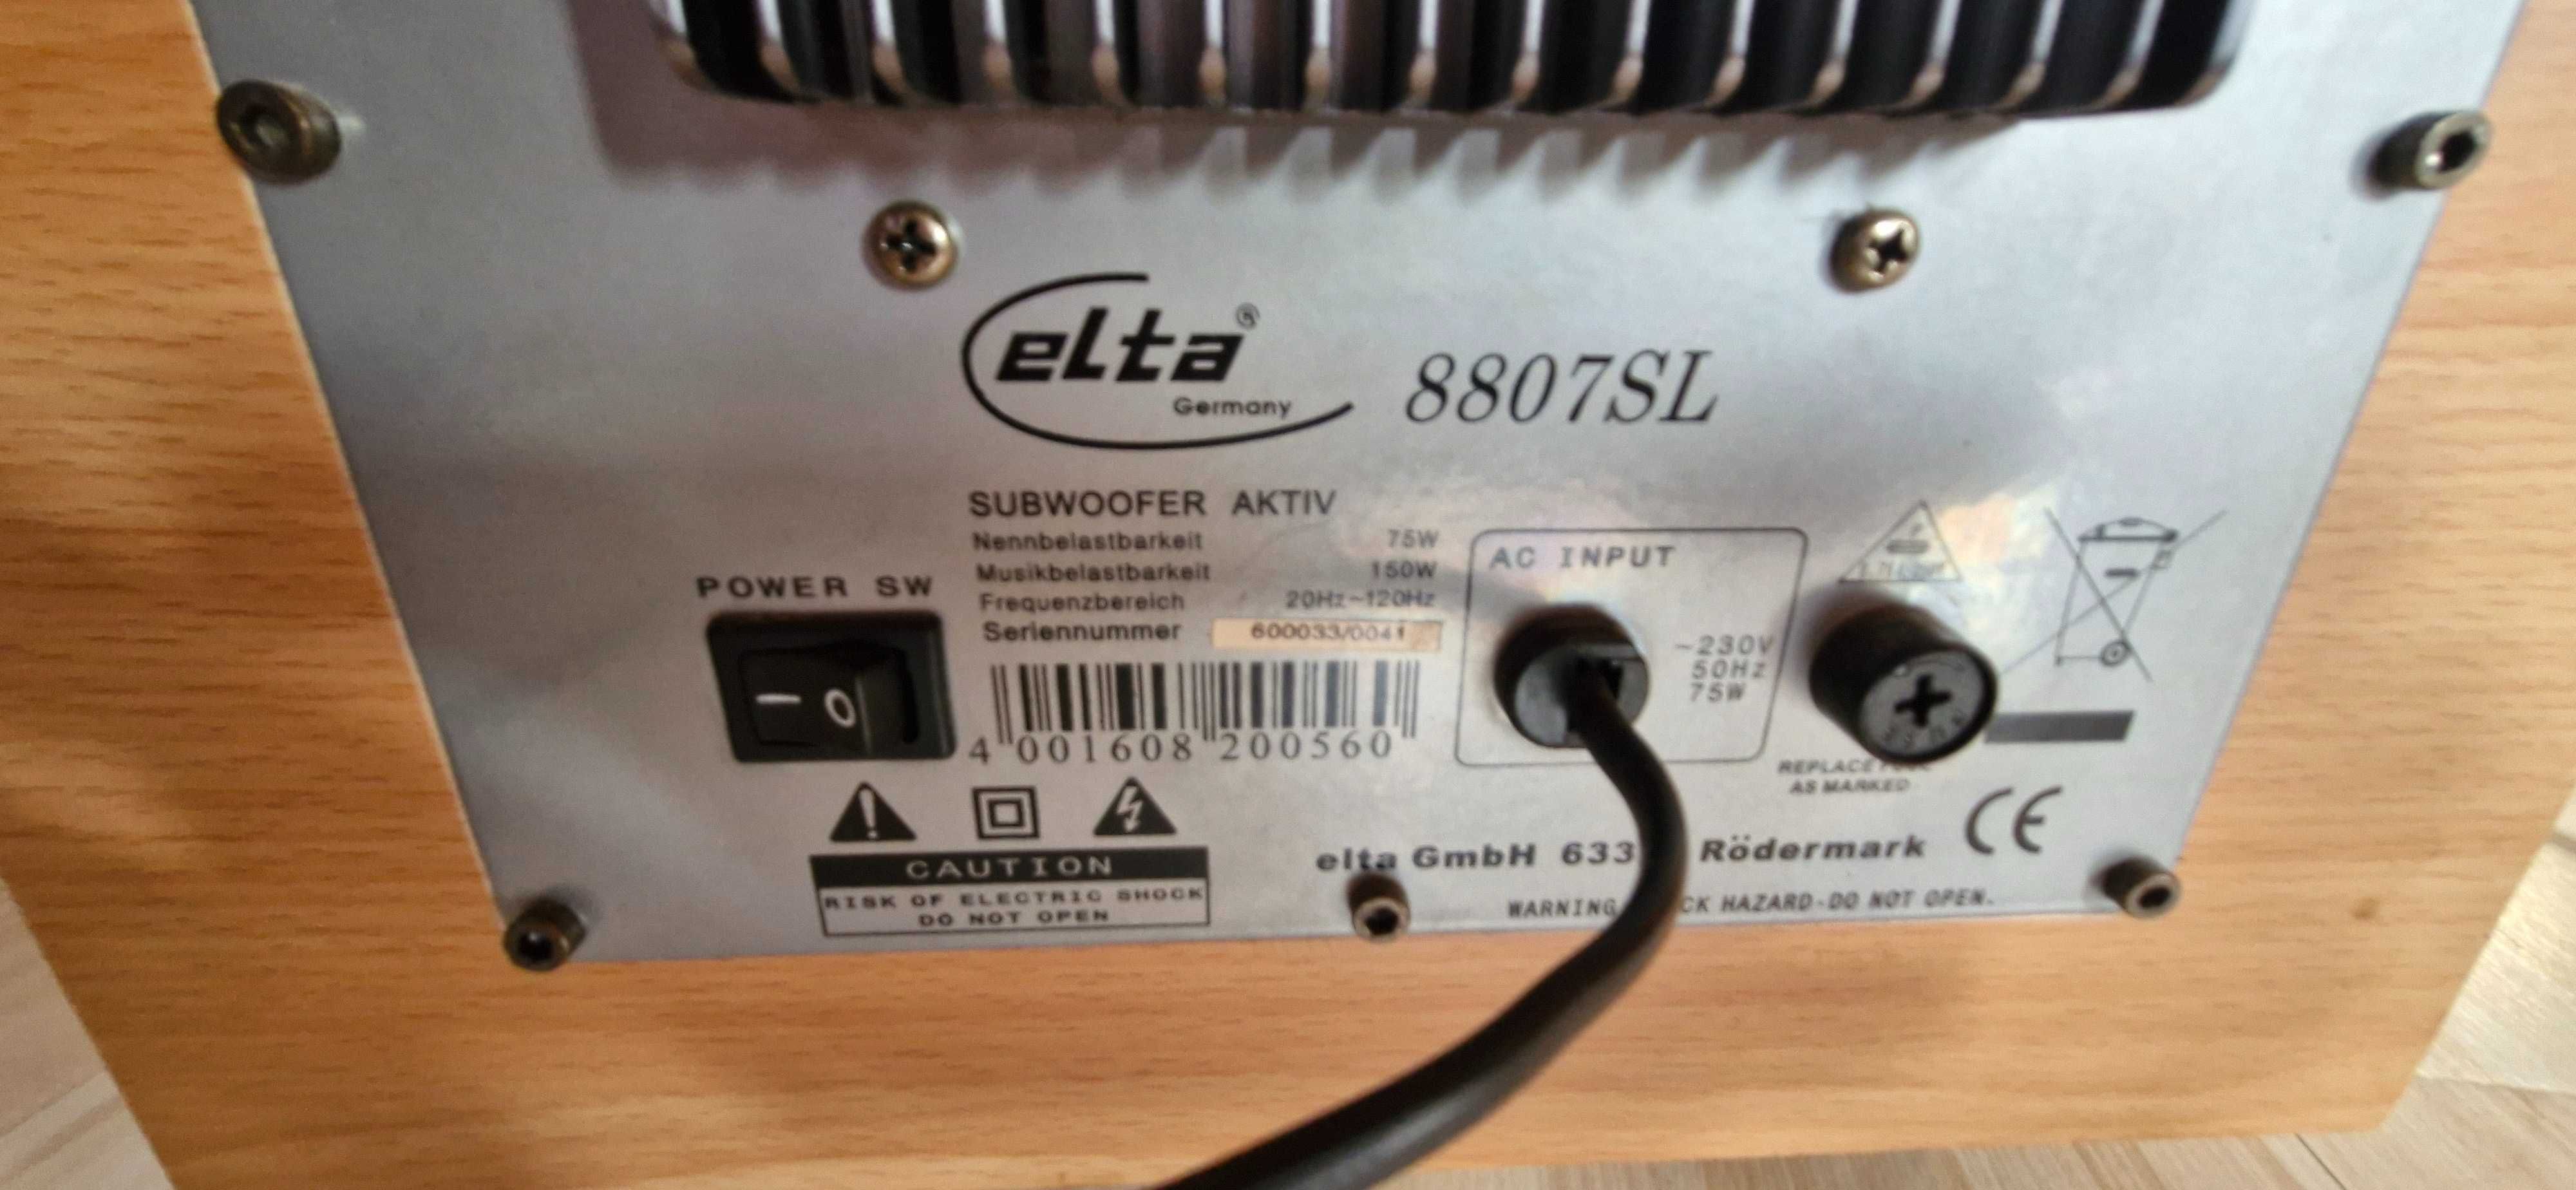 elta®
Germany
8807SL
SUBWOOFER AKTIV
Nennbelastbarkeit 75W
Musikbelastbarkeit 150W
Frequenzbereich 20Hz~120Hz
Seriennummer 600033/0041
4 001608 200560
POWER SW
— O
AC INPUT
~230V
50Hz
75W
REPLACE
AS MARKED
CAUTION
RISK OF ELECTRIC SHOCK
DO NOT OPEN
elta GmbH 633 Rödermark
CE
WARNING HAZARD-DO NOT OPEN.